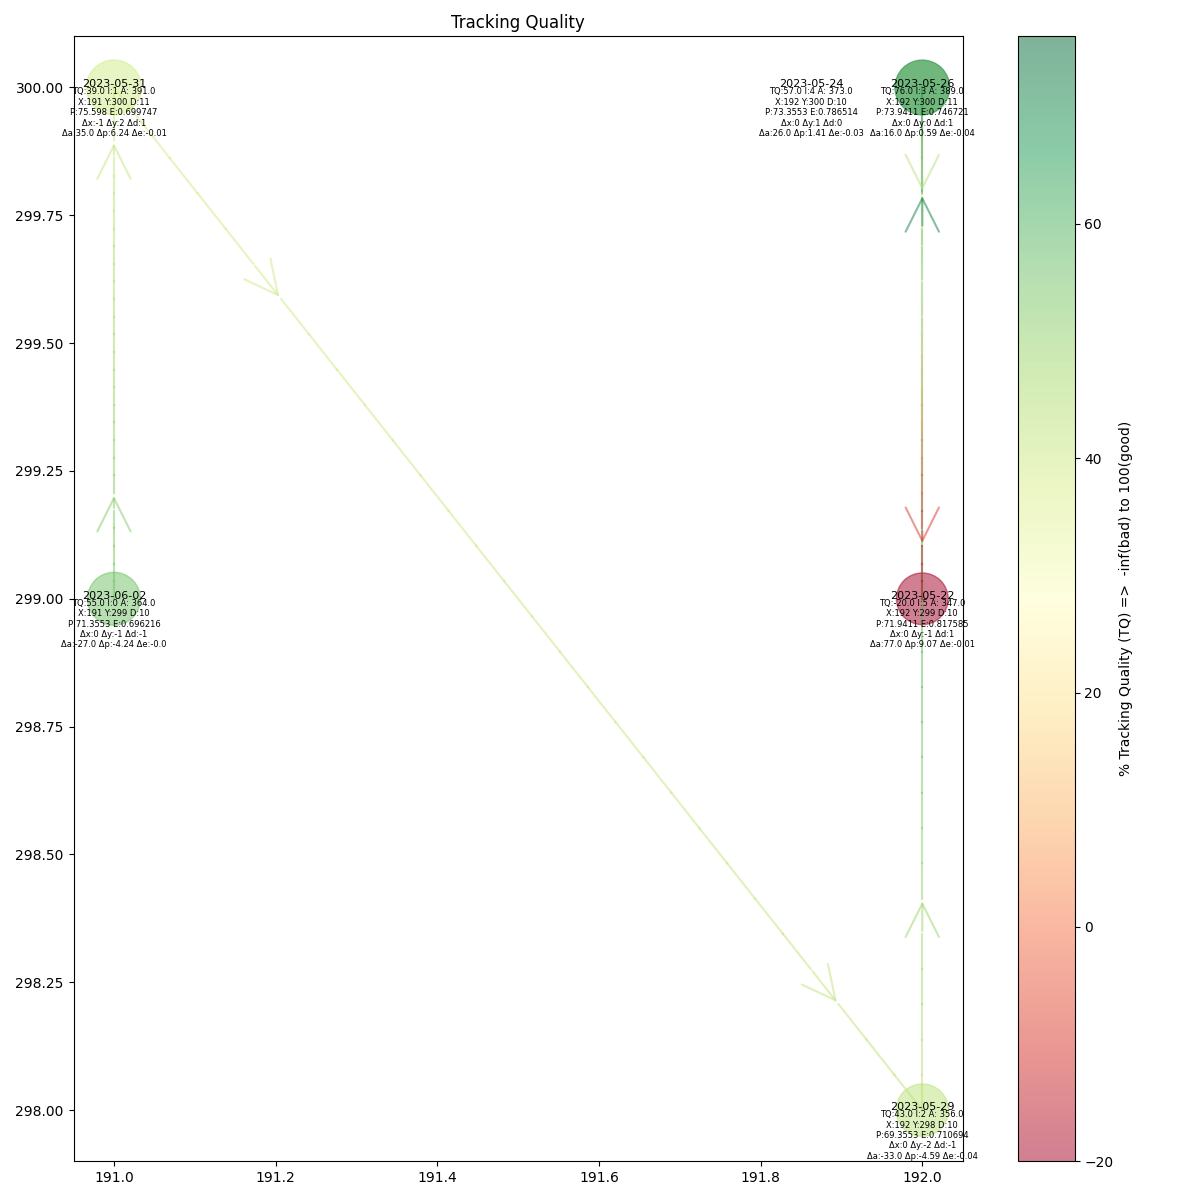 Tracking Quality
2023-05-31
TQ:39.0 I:1 A: 391.0
X:191 Y:300 D:11
P:75.598 E:0.699747
Δx:-1 Δy:2 Δd:1
Δa:35.0 Δp:6.24 Δe:-0.01
2023-05-24
TQ:57.0 I:4 A: 373.0
X:192 Y:300 D:10
P:73.3553 E:0.786514
Δx:0 Δy:1 Δd:0
Δa:26.0 Δp:1.41 Δe:-0.03
2023-05-26
TQ:76.0 I:3 A: 389.0
X:192 Y:300 D:11
P:73.9411 E:0.746721
Δx:0 Δy:0 Δd:1
Δa:16.0 Δp:0.59 Δe:-0.04
2023-06-02
TQ:55.0 I:0 A: 364.0
X:191 Y:299 D:10
P:71.3553 E:0.696216
Δx:0 Δy:-1 Δd:-1
Δa:-27.0 Δp:-4.24 Δe:-0.0
2023-05-22
TQ:-20.0 I:5 A: 347.0
X:192 Y:299 D:10
P:71.9411 E:0.817585
Δx:0 Δy:-1 Δd:1
Δa:77.0 Δp:9.07 Δe:-0.01
2023-05-29
TQ:43.0 I:2 A: 356.0
X:192 Y:298 D:10
P:69.3553 E:0.710694
Δx:0 Δy:-2 Δd:-1
Δa:-33.0 Δp:-4.59 Δe:-0.04
300.00
299.75
299.50
299.25
299.00
298.75
298.50
298.25
298.00
191.0
191.2
191.4
191.6
191.8
192.0
60
40
20
0
−20
% Tracking Quality (TQ) => -inf(bad) to 100(good)